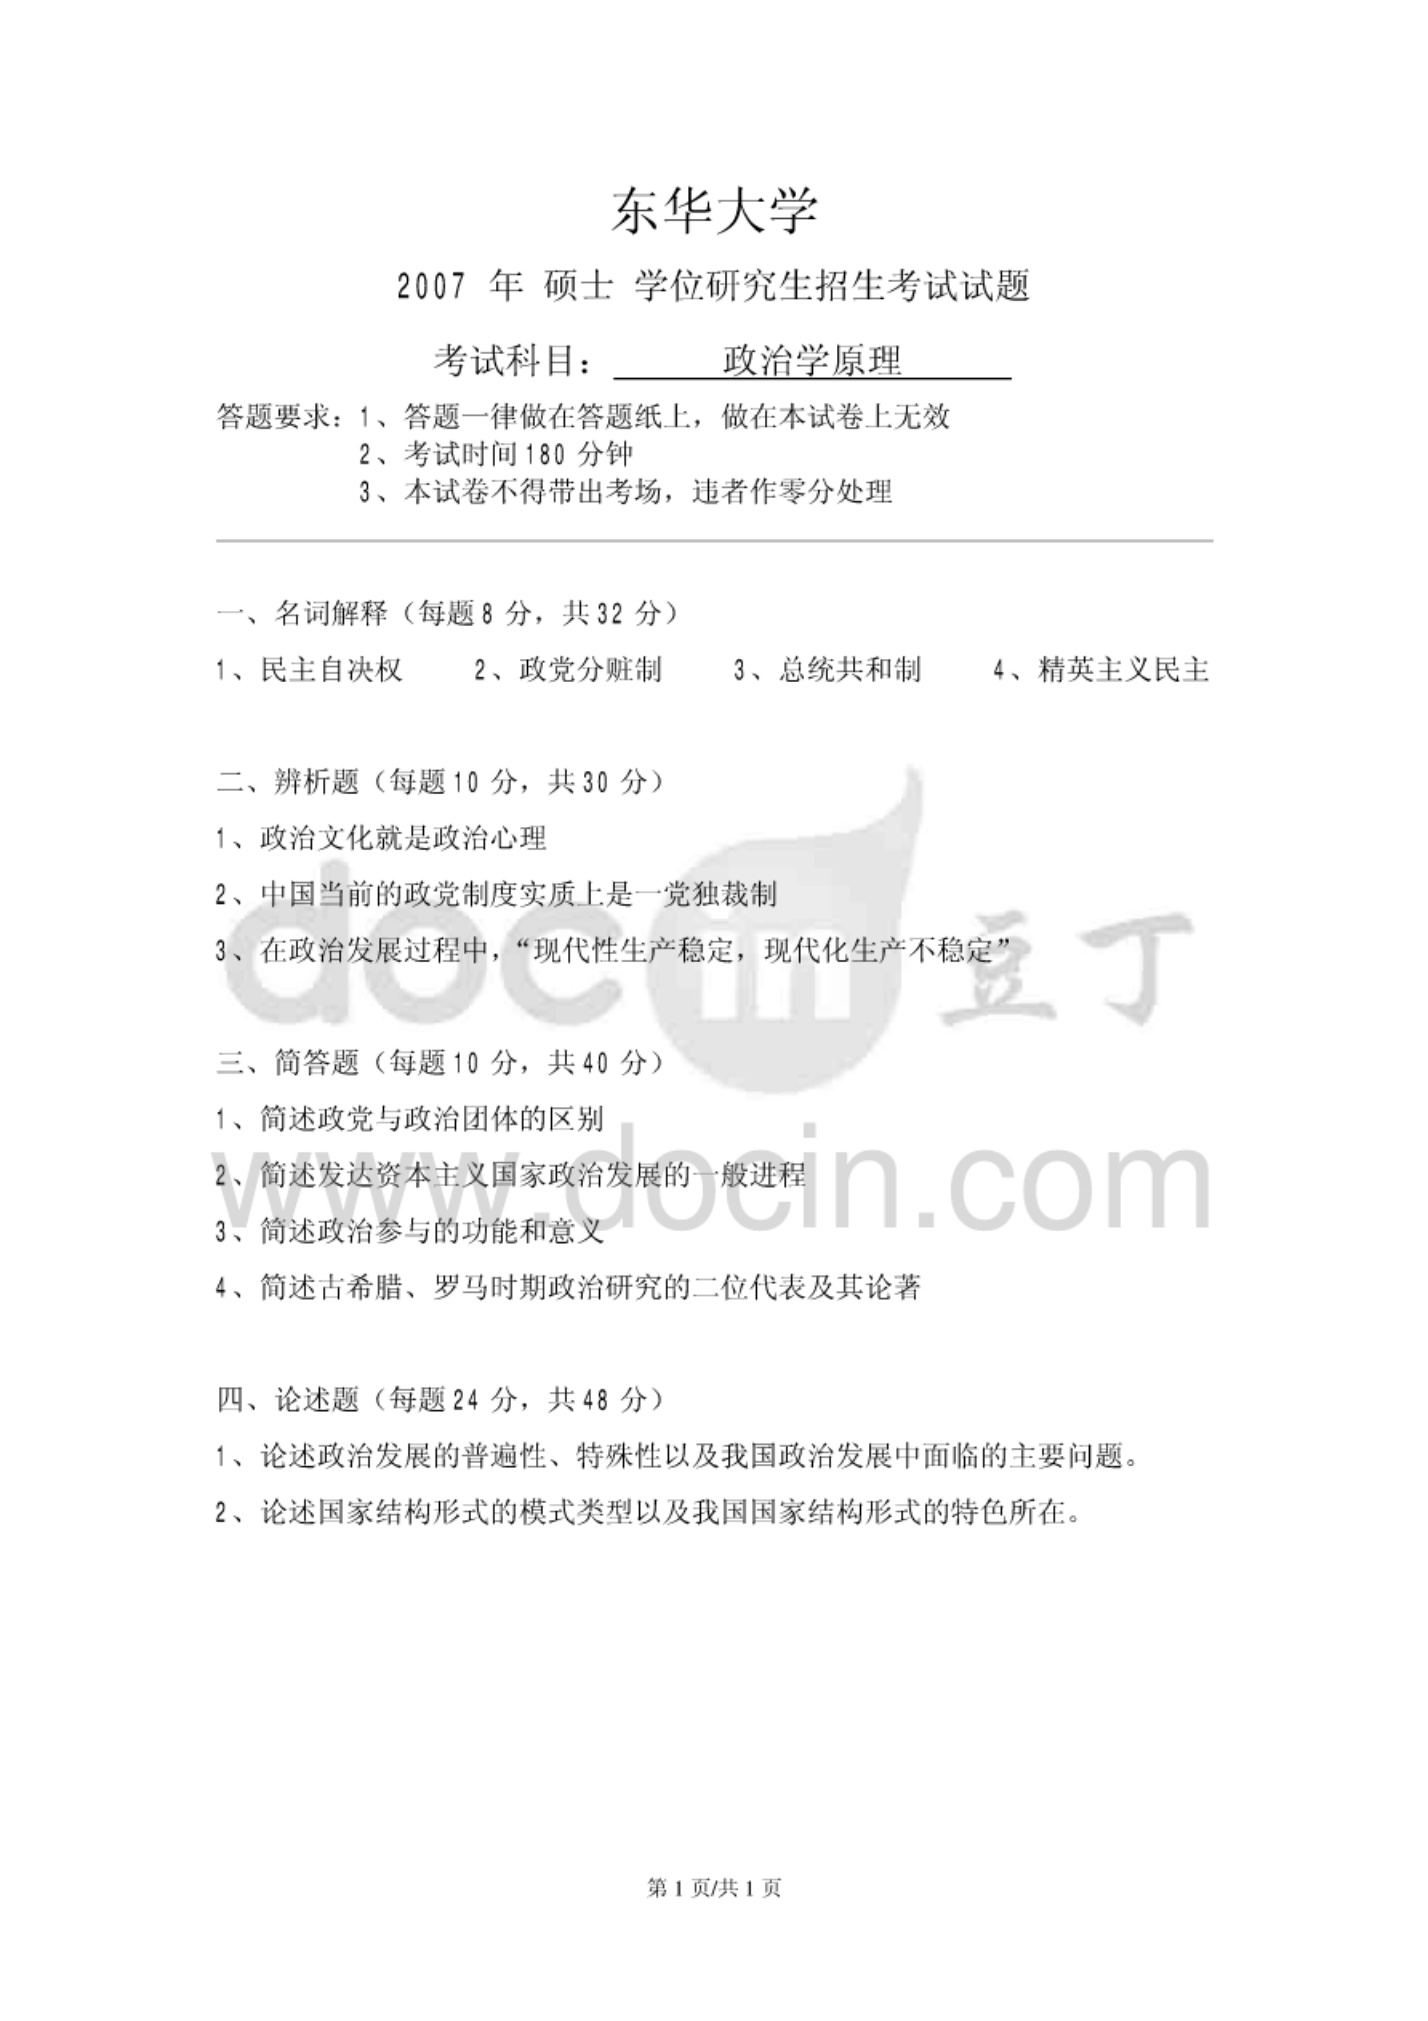 东华大学
2007 年 硕士 学位研究生招生考试试题
考试科目： 政治学原理
答题要求：1、答题一律做在答题纸上，做在本试卷上无效
2、考试时间180 分钟
3、本试卷不得带出考场，违者作零分处理
一、名词解释（每题8 分，共32 分）
1、民主自决权 2、政党分赃制 3、总统共和制 4、精英主义民主
二、辨析题（每题10 分，共30 分）
1、政治文化就是政治心理
2、中国当前的政党制度实质上是一党独裁制
3、在政治发展过程中，“现代性生产稳定，现代化生产不稳定”
docin 豆丁
三、简答题（每题10 分，共40 分）
1、简述政党与政治团体的区别
2、简述发达资本主义国家政治发展的一般进程
www.docin.com
3、简述政治参与的功能和意义
4、简述古希腊、罗马时期政治研究的二位代表及其论著
四、论述题（每题24 分，共48 分）
1、论述政治发展的普遍性、特殊性以及我国政治发展中面临的主要问题。
2、论述国家结构形式的模式类型以及我国国家结构形式的特色所在。
第 1 页/共 1 页